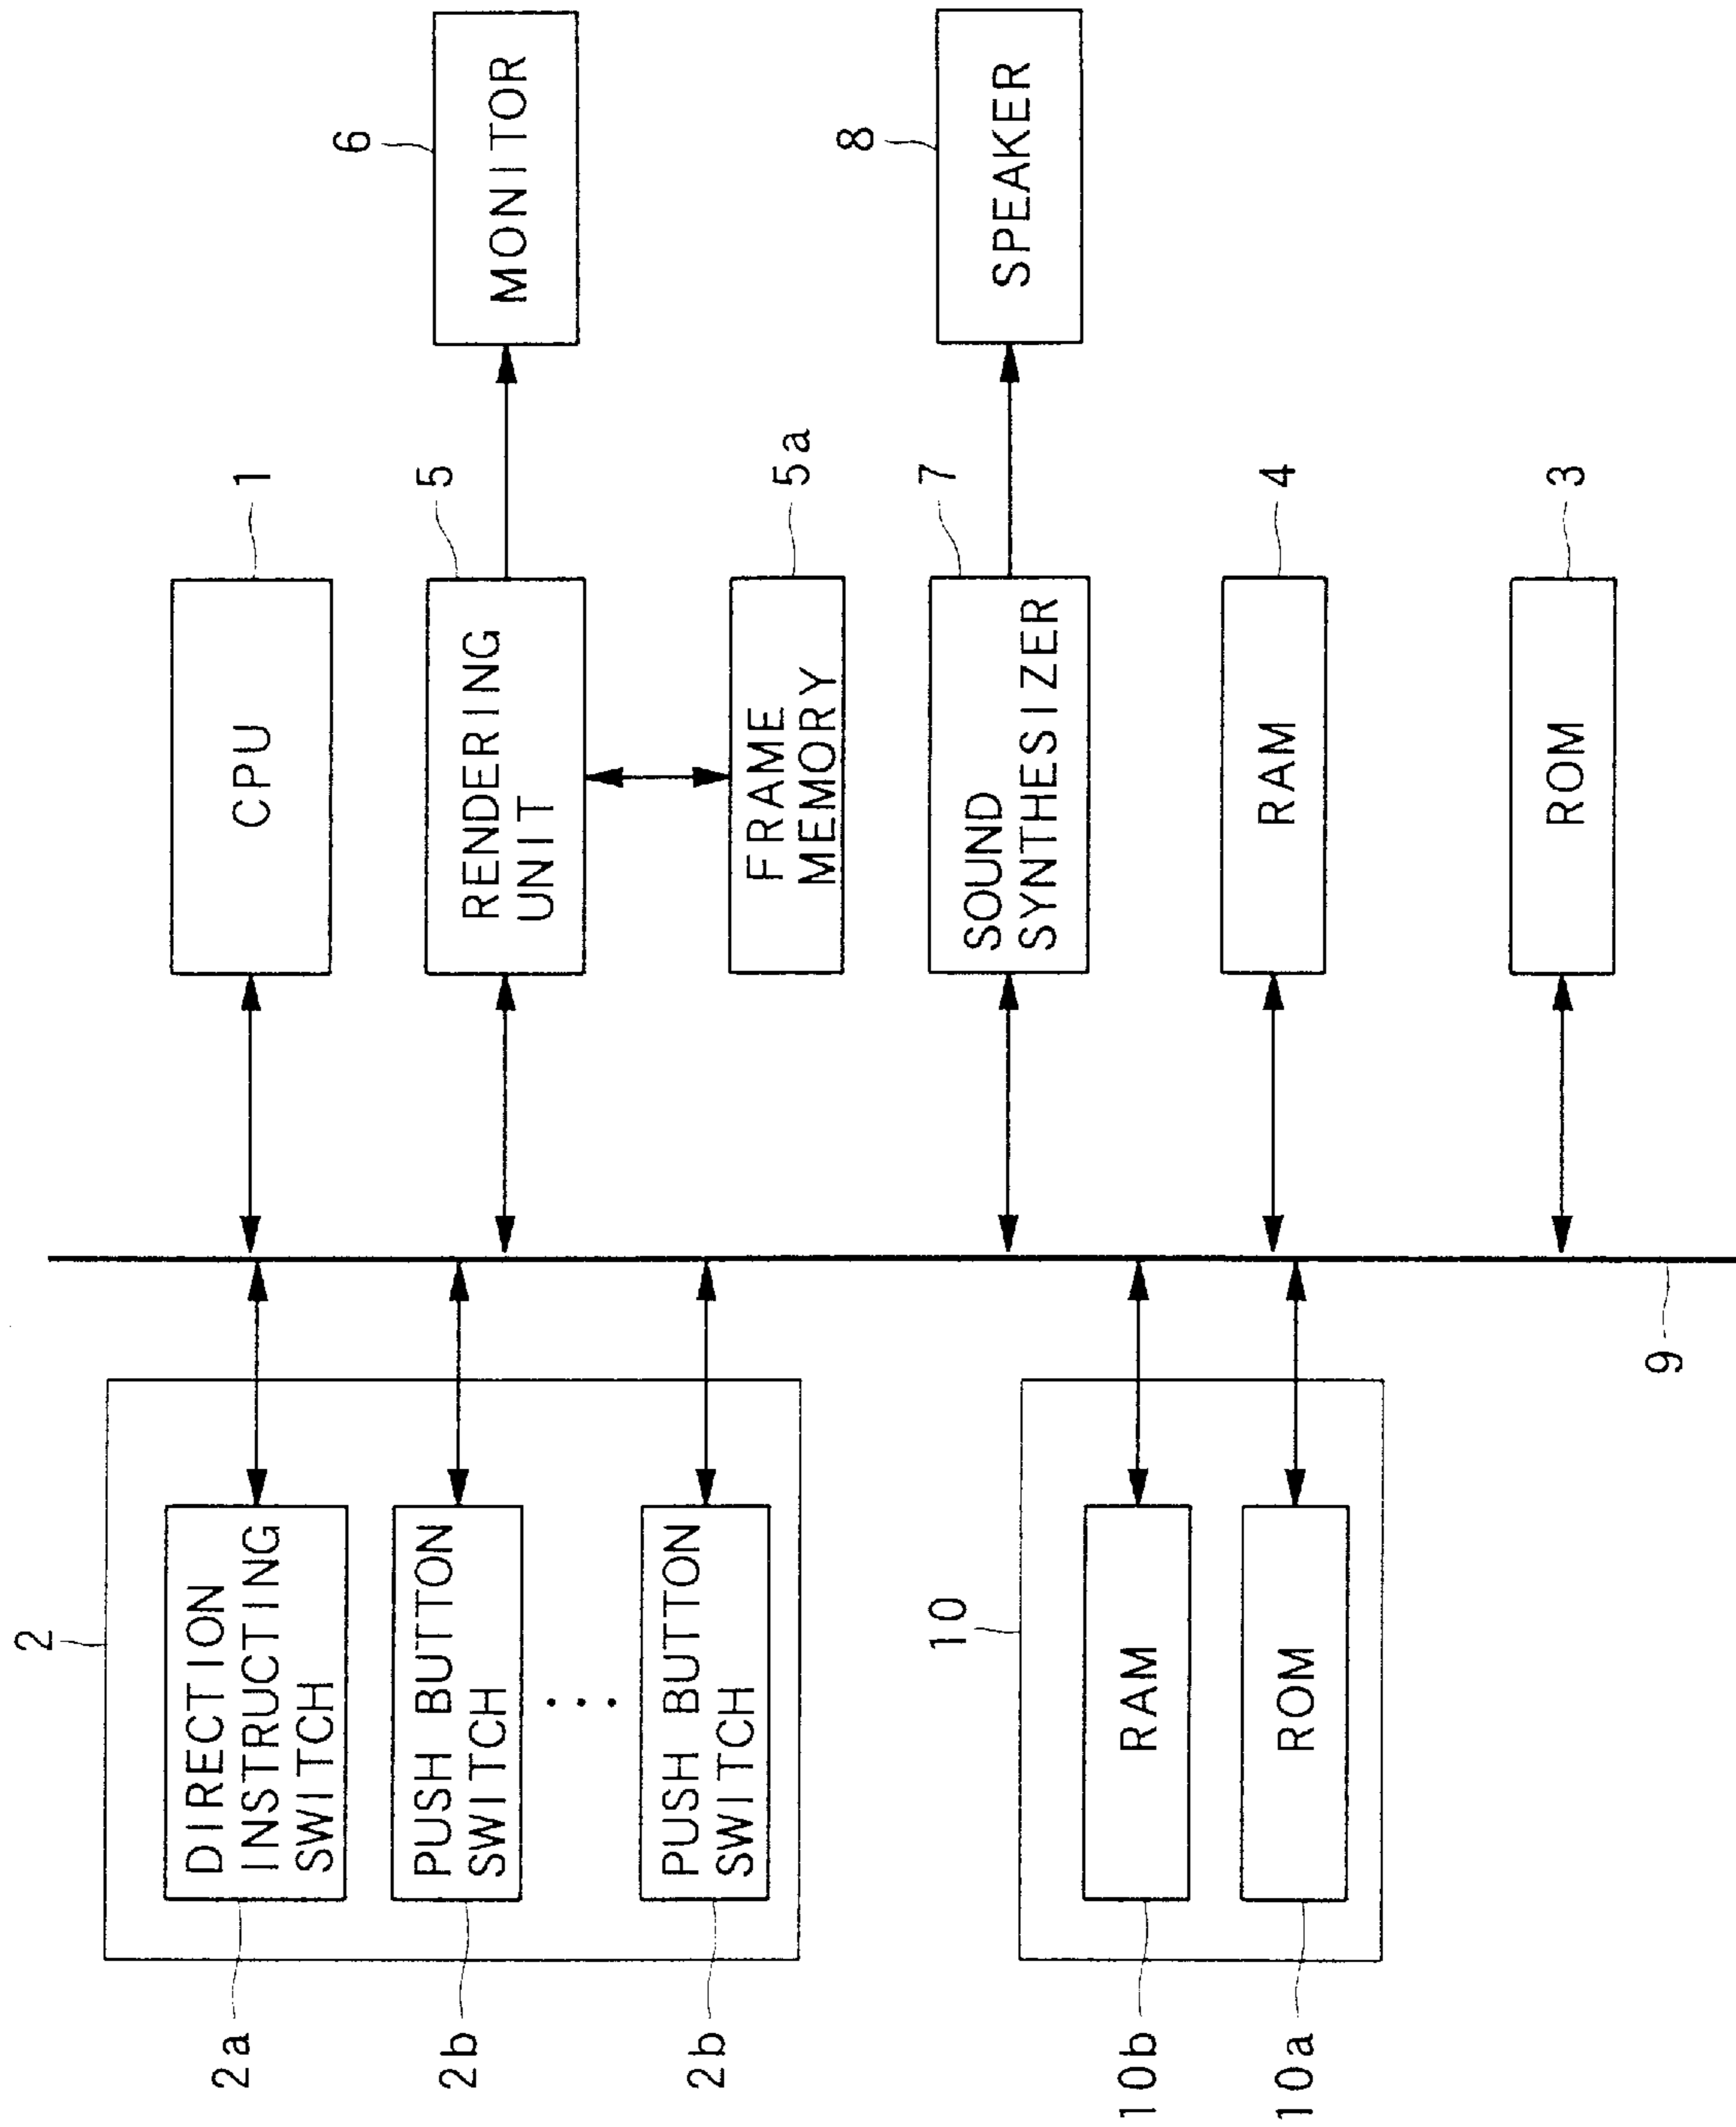 2
2a
DIRECTION
INSTRUCTING
SWITCH
2b
PUSH BUTTON
SWITCH
...
2b
PUSH BUTTON
SWITCH
10
10b
RAM
10a
ROM
9
CPU
1
RENDERING
UNIT
5
MONITOR
6
FRAME
MEMORY
5a
SOUND
SYNTHESIZER
7
SPEAKER
8
RAM
4
ROM
3